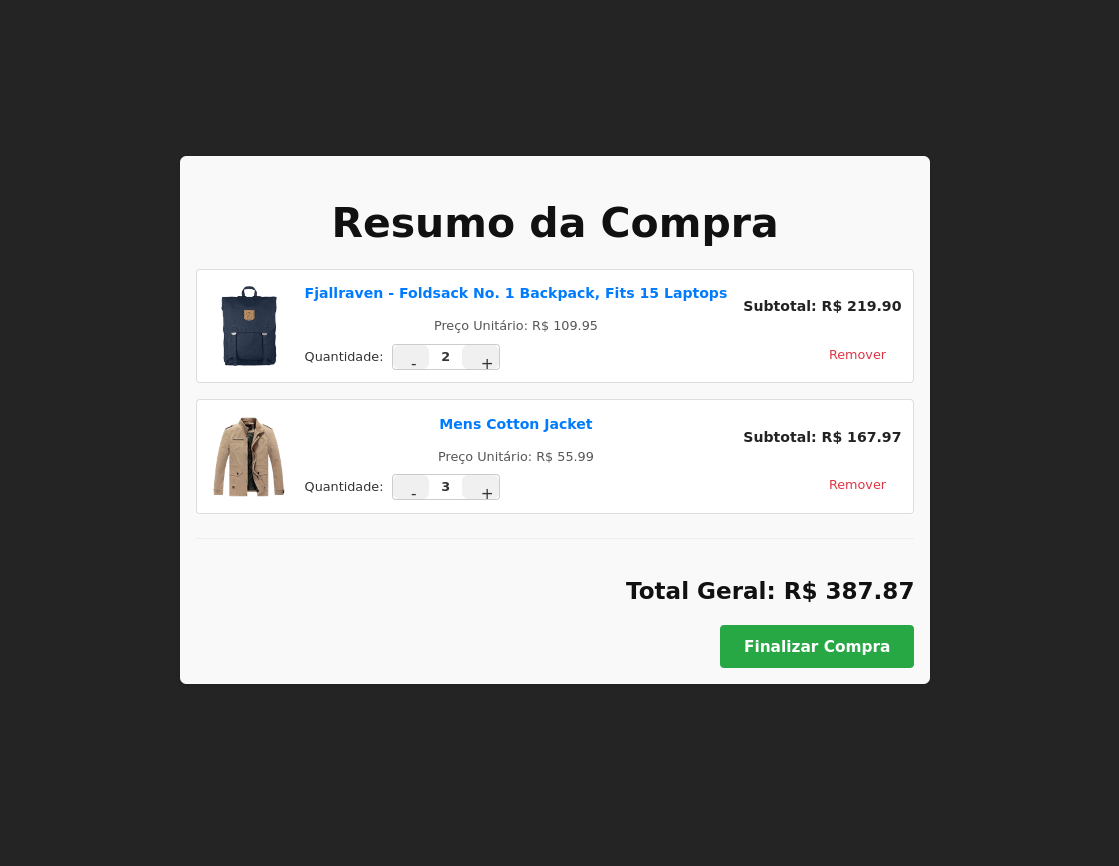 Resumo da Compra
Fjallraven - Foldsack No. 1 Backpack, Fits 15 Laptops
Subtotal: R$ 219.90
Preço Unitário: R$ 109.95
Quantidade: - 2 +
Remover
Mens Cotton Jacket
Subtotal: R$ 167.97
Preço Unitário: R$ 55.99
Quantidade: - 3 +
Remover
Total Geral: R$ 387.87
Finalizar Compra